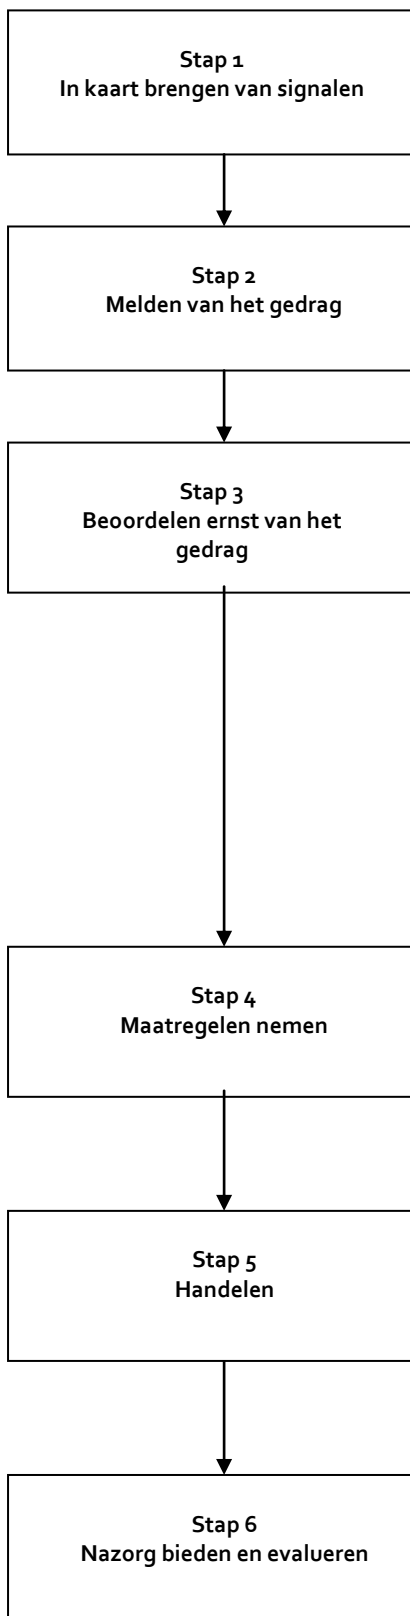 Stap 1
In kaart brengen van signalen
Stap 2
Melden van het gedrag
Stap 3
Beoordelen ernst van het
gedrag
Stap 4
Maatregelen nemen
Stap 5
Handelen
Stap 6
Nazorg bieden en evalueren